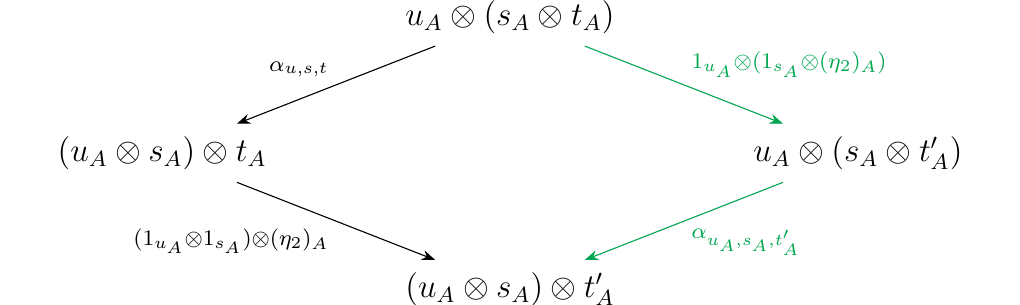 $u_A \otimes (s_A \otimes t_A)$
$\alpha_{u,s,t}$
$1_{u_A} \otimes (1_{s_A} \otimes (\eta_2)_A)$
$(u_A \otimes s_A) \otimes t_A$
$u_A \otimes (s_A \otimes t'_A)$
$(1_{u_A} \otimes 1_{s_A}) \otimes (\eta_2)_A$
$\alpha_{u_A, s_A, t'_A}$
$(u_A \otimes s_A) \otimes t'_A$